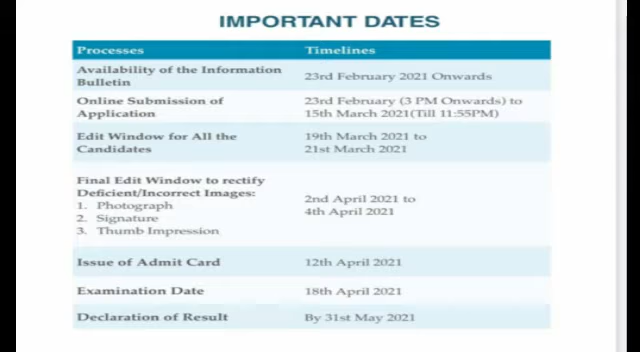 IMPORTANT DATES
Processes Timelines
Availability of the Information
Bulletin
23rd February 2021 Onwards
Online Submission of
Application
23rd February (3 PM Onwards) to
15th March 2021(Till 11:55PM)
Edit Window for All the
Candidates
19th March 2021 to
21st March 2021
Final Edit Window to rectify
Deficient/Incorrect Images:
1. Photograph
2. Signature
3. Thumb Impression
2nd April 2021 to
4th April 2021
Issue of Admit Card 12th April 2021
Examination Date 18th April 2021
Declaration of Result By 31st May 2021